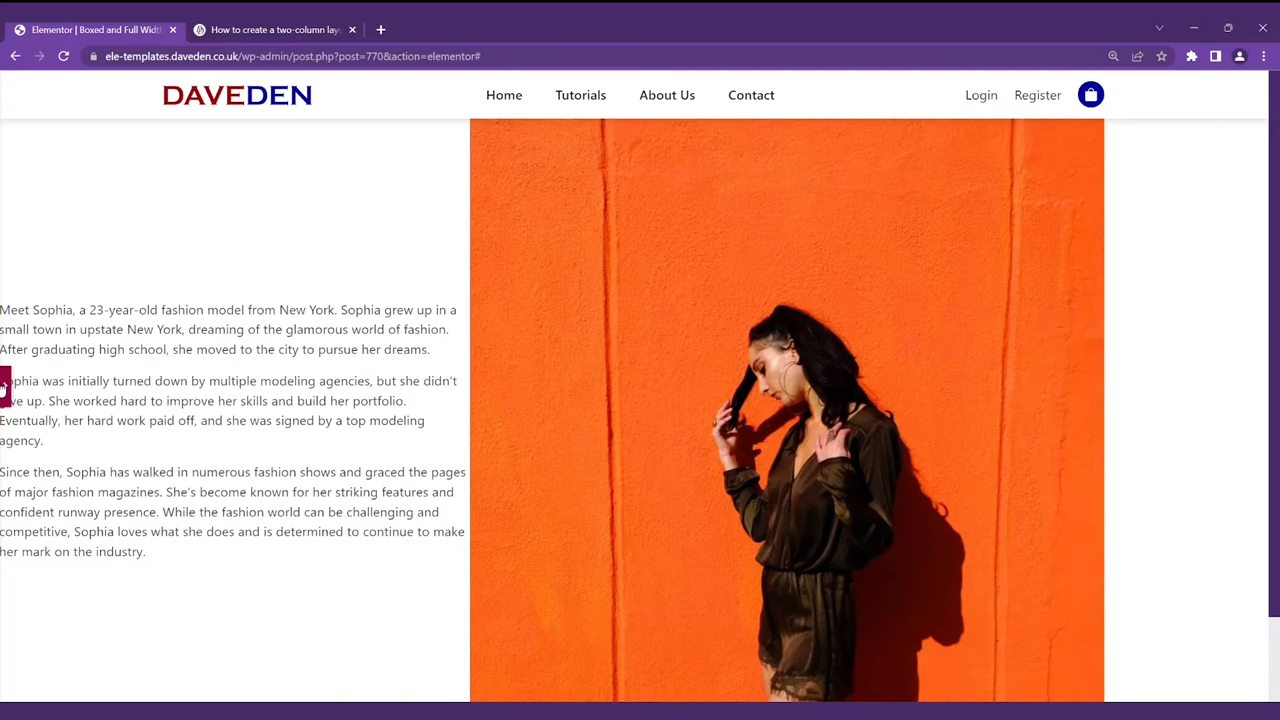 Elementor | Boxed and Full Widt
How to create a two-column lay
ele-templates.daveden.co.uk/wp-admin/post.php?post=770&action=elementor#
DAVEDEN
Home Tutorials About Us Contact
Login Register
Meet Sophia, a 23-year-old fashion model from New York. Sophia grew up in a
small town in upstate New York, dreaming of the glamorous world of fashion.
After graduating high school, she moved to the city to pursue her dreams.
ophia was initially turned down by multiple modeling agencies, but she didn't
ve up. She worked hard to improve her skills and build her portfolio.
Eventually, her hard work paid off, and she was signed by a top modeling
agency.
Since then, Sophia has walked in numerous fashion shows and graced the pages
of major fashion magazines. She's become known for her striking features and
confident runway presence. While the fashion world can be challenging and
competitive, Sophia loves what she does and is determined to continue to make
her mark on the industry.